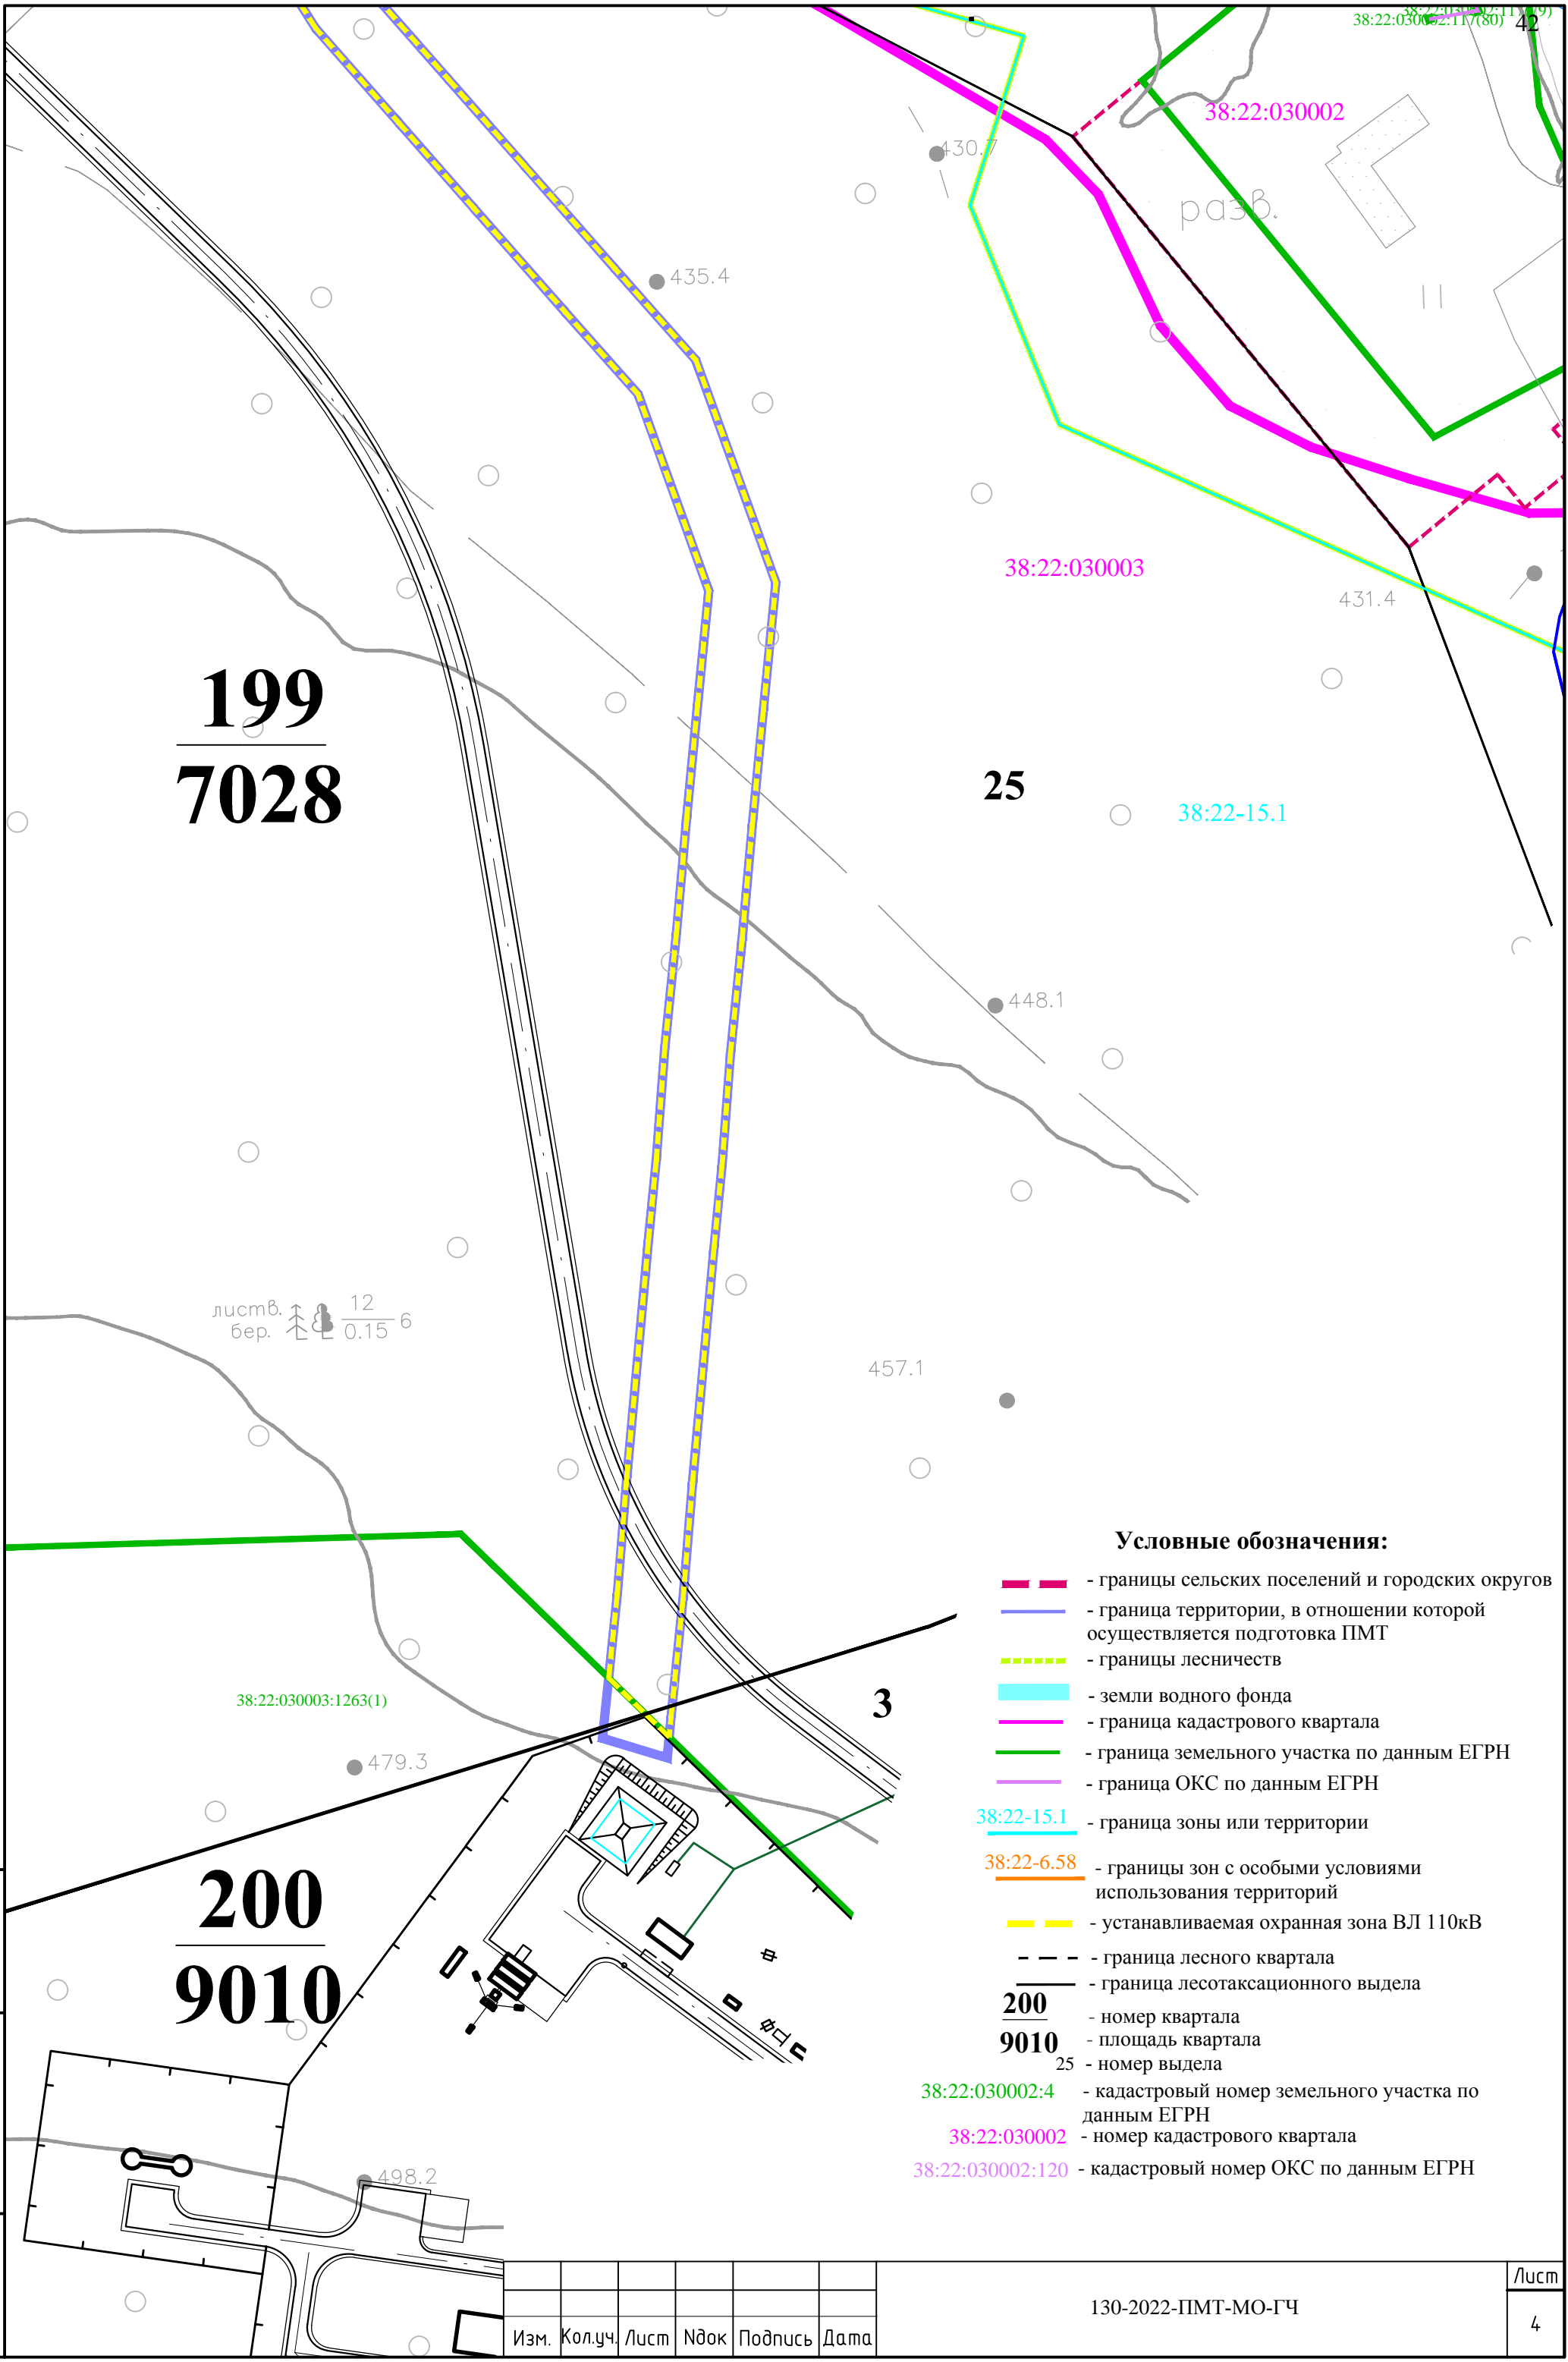 38:22:030002:117(80)
42
38:22:030002
430.7
разв.
435.4
38:22:030003
431.4
199
7028
25
38:22-15.1
448.1
листв.
бер.
12
0.15
6
457.1
38:22:030003:1263(1)
3
479.3
200
9010
498.2
Условные обозначения:
- границы сельских поселений и городских округов
- граница территории, в отношении которой
осуществляется подготовка ПМТ
- границы лесничеств
- земли водного фонда
- граница кадастрового квартала
- граница земельного участка по данным ЕГРН
- граница ОКС по данным ЕГРН
38:22-15.1 - граница зоны или территории
38:22-6.58 - границы зон с особыми условиями
использования территорий
- устанавливаемая охранная зона ВЛ 110кВ
- граница лесного квартала
- граница лесотаксационного выдела
200 - номер квартала
9010 - площадь квартала
25 - номер выдела
38:22:030002:4 - кадастровый номер земельного участка по
данным ЕГРН
38:22:030002 - номер кадастрового квартала
38:22:030002:120 - кадастровый номер ОКС по данным ЕГРН
Изм. Кол.уч. Лист Nдок Подпись Дата
130-2022-ПМТ-МО-ГЧ
Лист
4